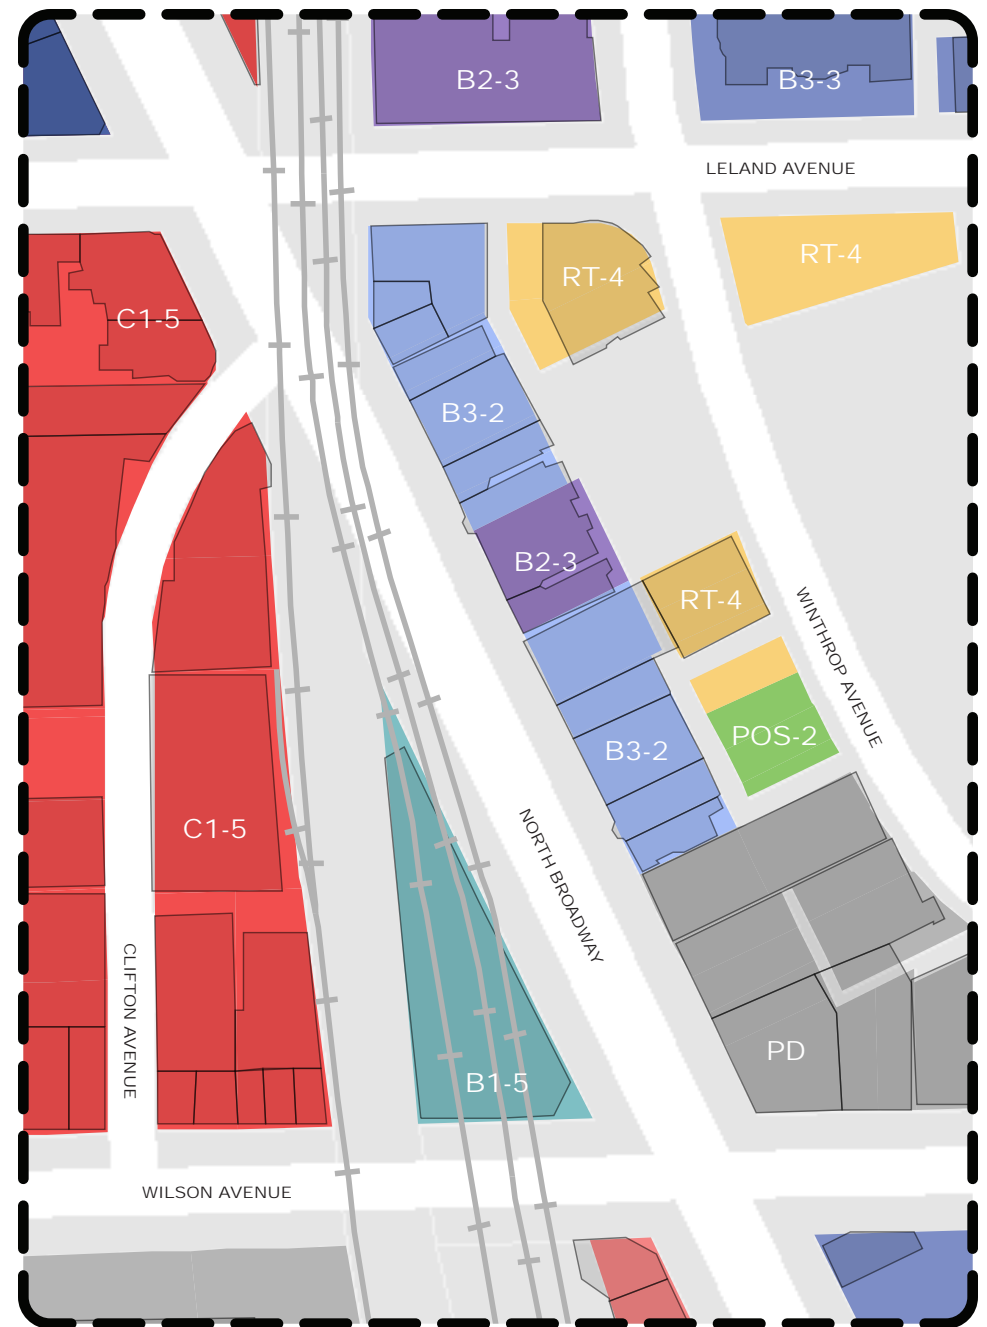 B2-3
B3-3
LELAND AVENUE
RT-4
RT-4
C1-5
B3-2
B2-3
RT-4
WINTHROP AVENUE
POS-2
B3-2
C1-5
NORTH BROADWAY
CLIFTON AVENUE
PD
B1-5
WILSON AVENUE